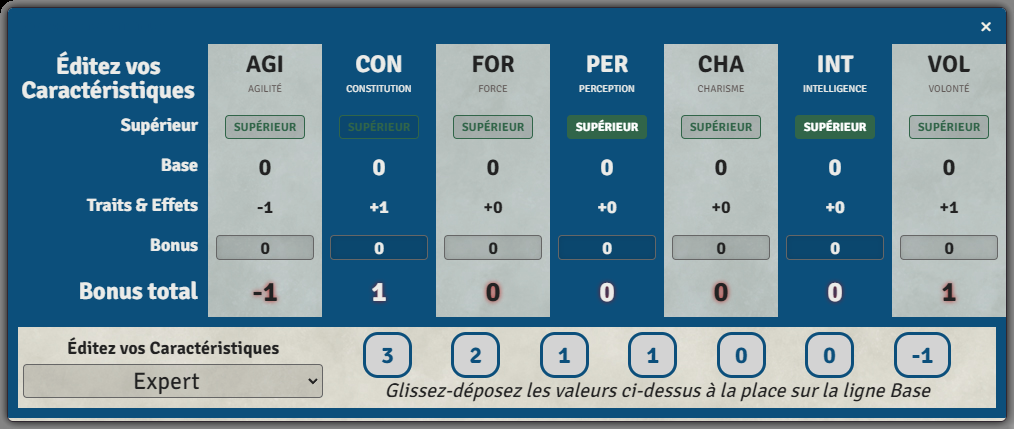 ×
Éditez vos Caractéristiques
AGI CON FOR PER CHA INT VOL
AGILITÉ CONSTITUTION FORCE PERCEPTION CHARISME INTELLIGENCE VOLONTÉ
Supérieur SUPÉRIEUR SUPÉRIEUR SUPÉRIEUR SUPÉRIEUR SUPÉRIEUR SUPÉRIEUR SUPÉRIEUR
Base 0 0 0 0 0 0 0
Traits & Effets -1 +1 +0 +0 +0 +0 +1
Bonus 0 0 0 0 0 0 0
Bonus total -1 1 0 0 0 0 1
Éditez vos Caractéristiques
Expert
3 2 1 1 0 0 -1
Glissez-déposez les valeurs ci-dessus à la place sur la ligne Base